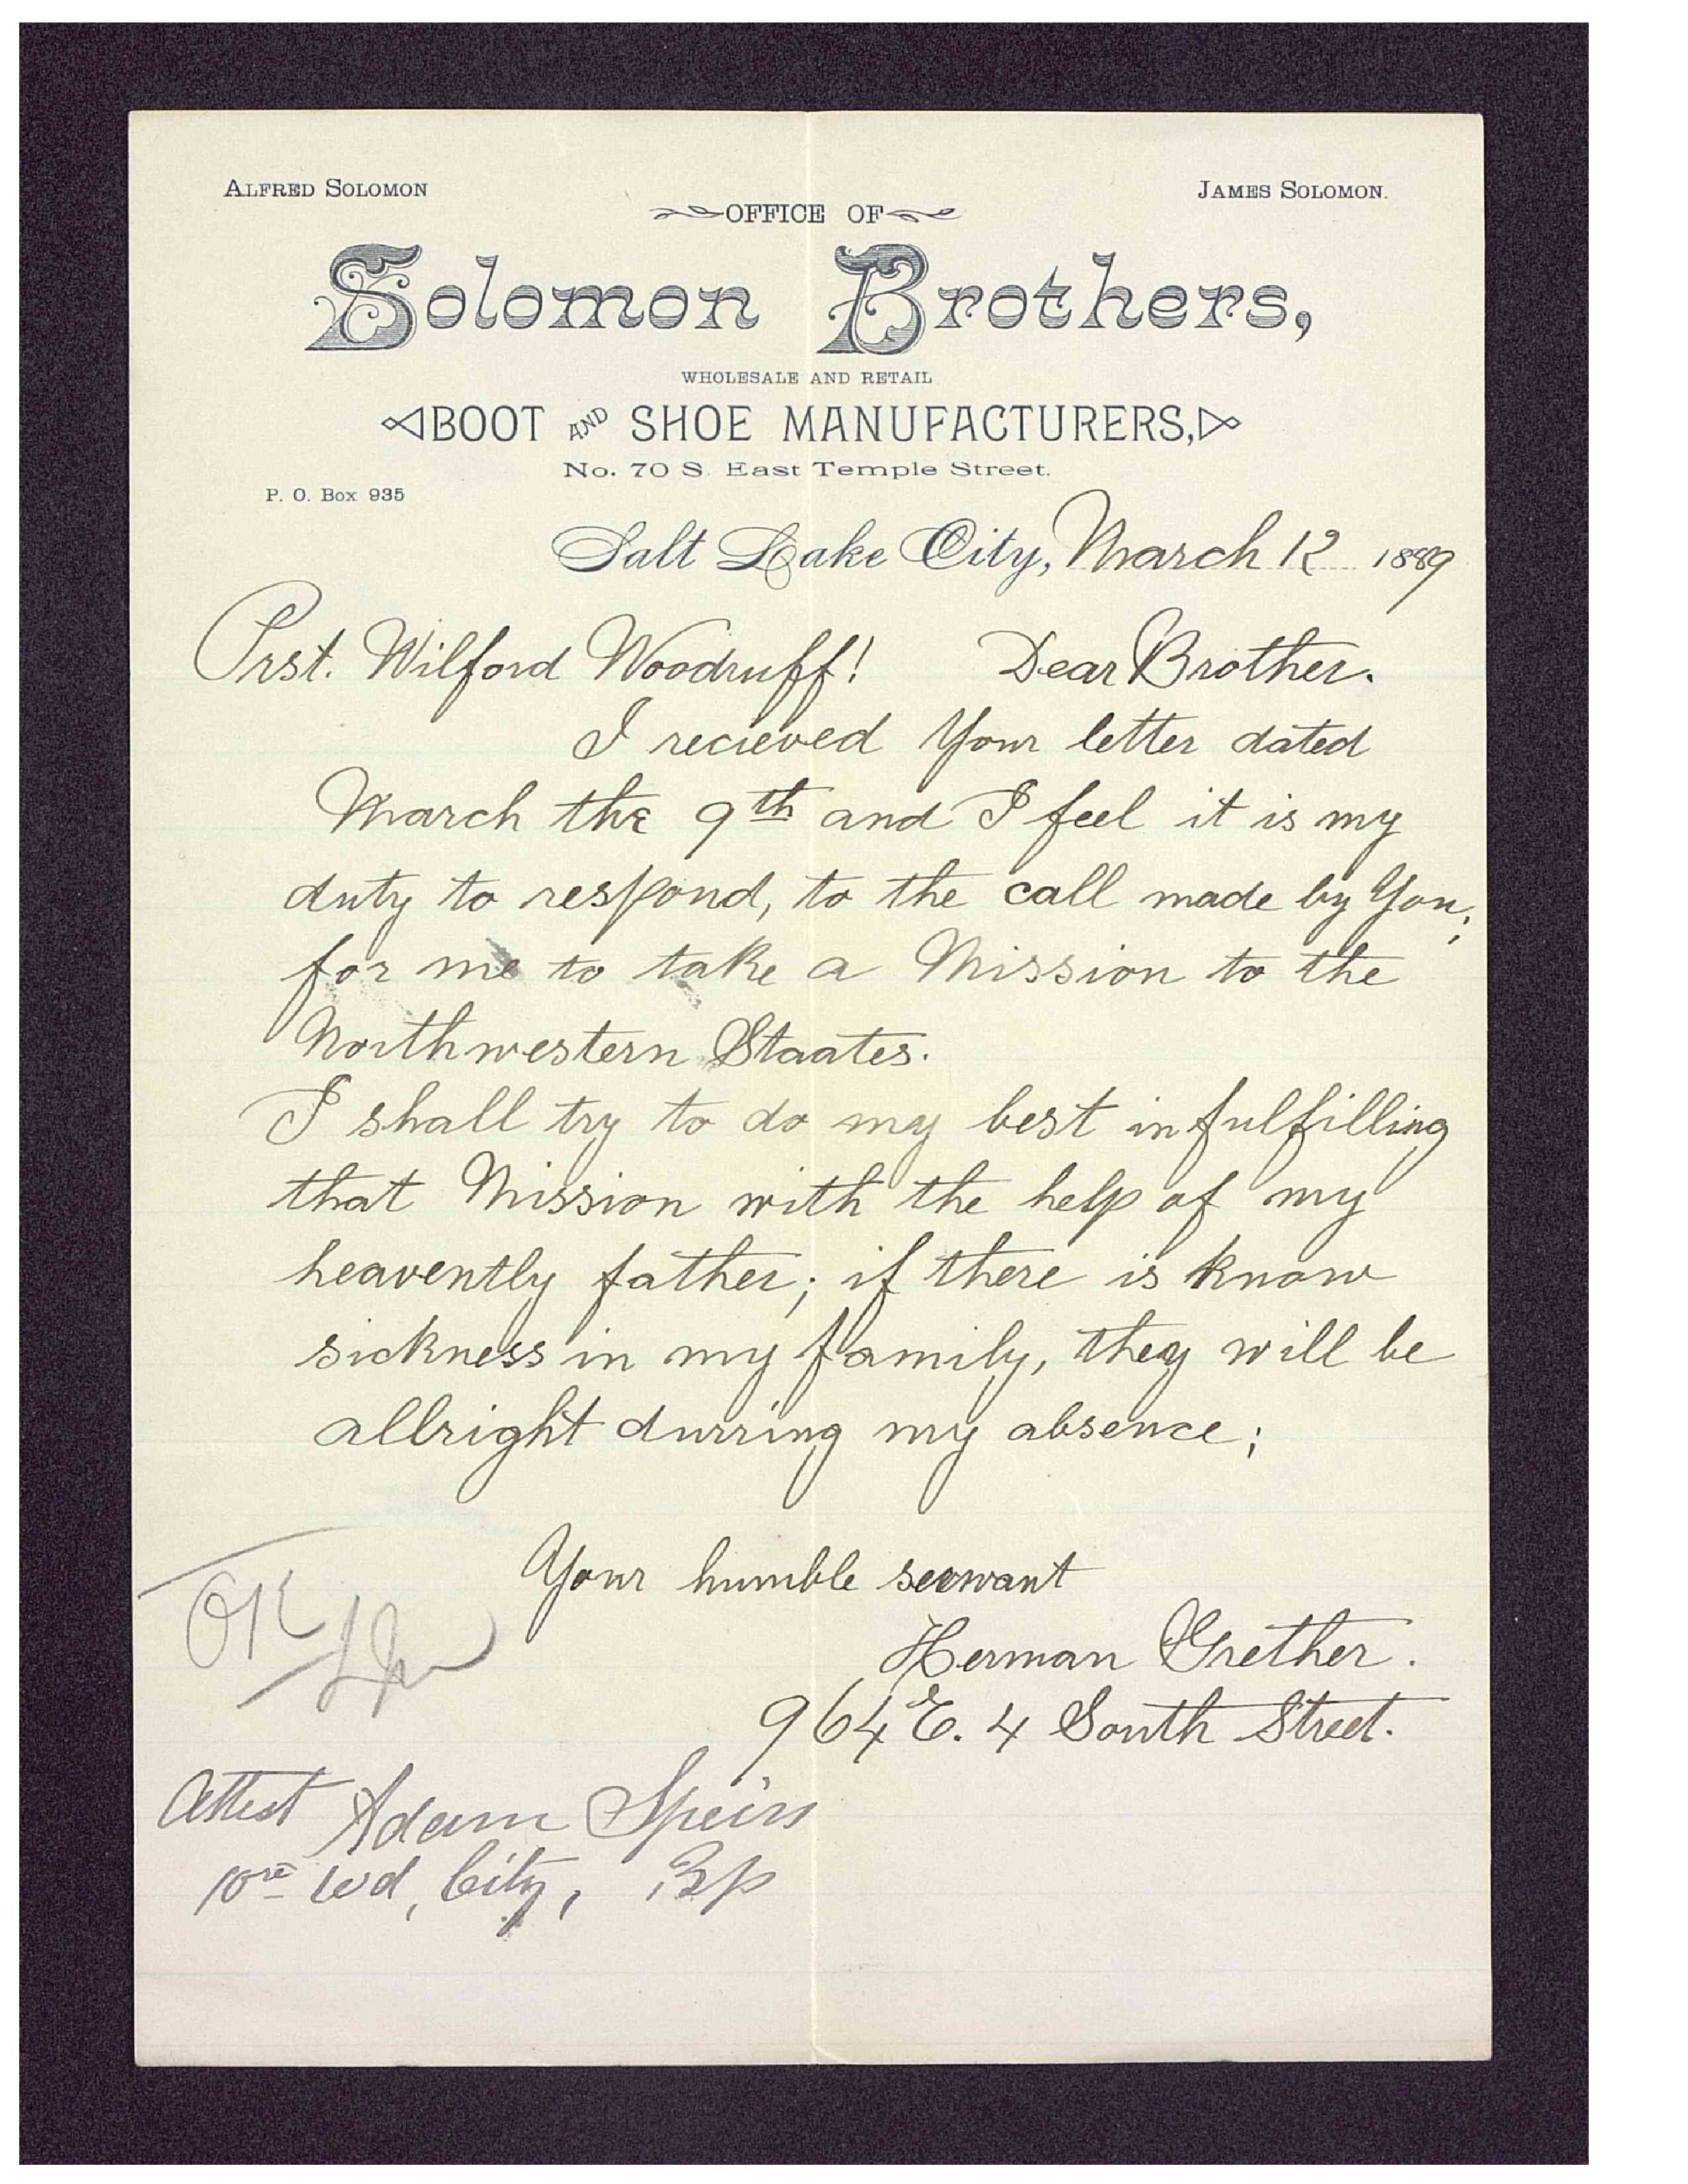 ALFRED SOLOMON
JAMES SOLOMON.
OFFICE OF
Solomon Brothers,
WHOLESALE AND RETAIL
BOOT AND SHOE MANUFACTURERS,
No. 70 S. East Temple Street.
P. O. Box 935
Salt Lake City, March 12 1889
Prst. Wilford Woodruff! Dear Brother.
I recieved Your letter dated
March the 9th and I feel it is my
duty to respond, to the call made by You;
for me to take a Mission to the
Northwestern Staates.
I shall try to do my best in fulfilling
that Mission with the help of my
heavently father; if there is know
sickness in my family, they will be
allright durring my absence;
Your humble servant
Herman Grether.
964 E. 4 South Street.
OK
Attest Adam Speirs
Wd, City, Bp